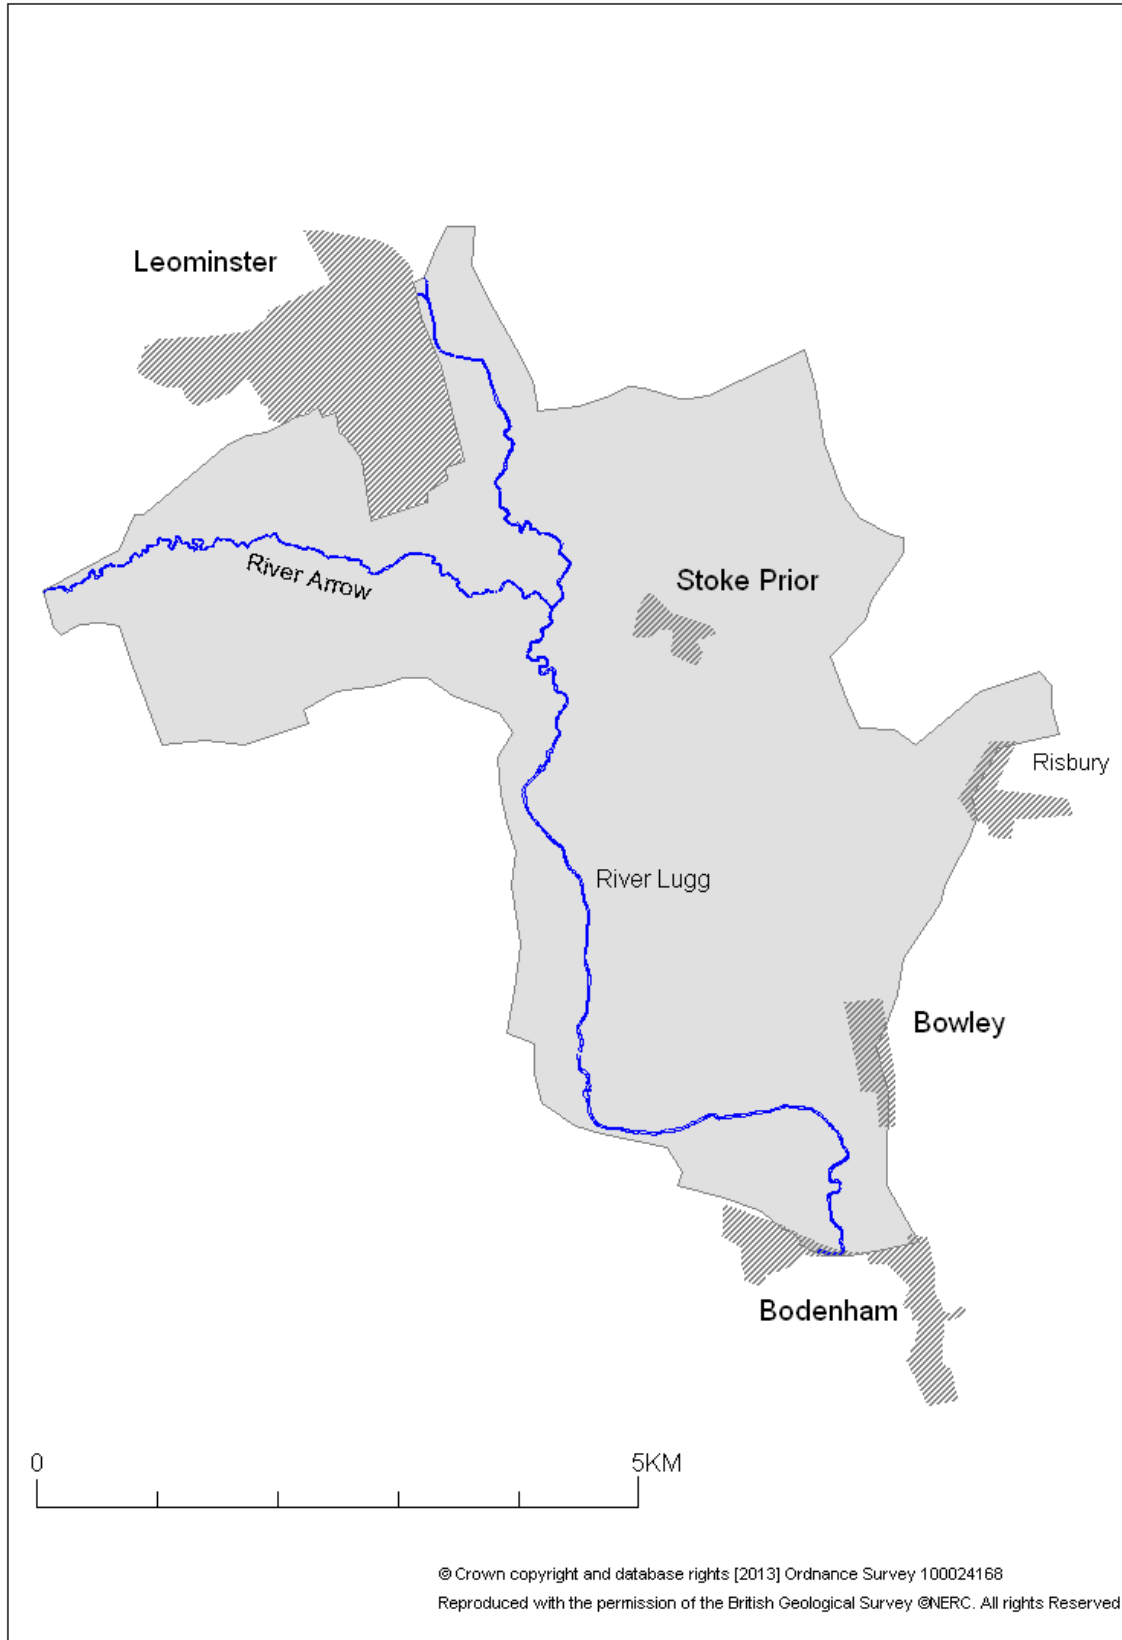 Leominster
River Arrow
Stoke Prior
Risbury
River Lugg
Bowley
Bodenham
0 5KM
© Crown copyright and database rights [2013] Ordnance Survey 100024168
Reproduced with the permission of the British Geological Survey ©NERC. All rights Reserved